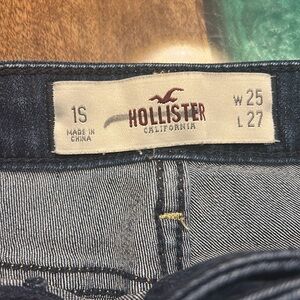 1S
MADE IN
CHINA
HOLLISTER
CALIFORNIA
W 25
L 27